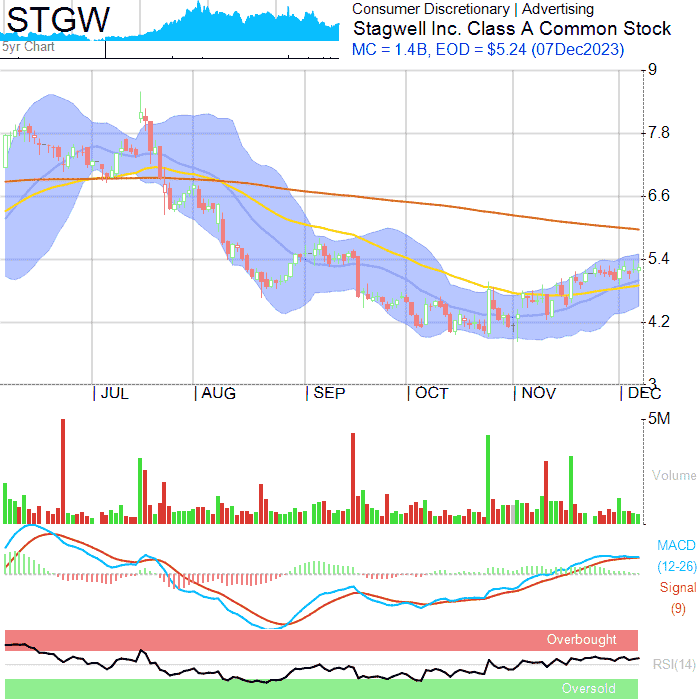 STGW
5yr Chart
Consumer Discretionary | Advertising
Stagwell Inc. Class A Common Stock
MC = 1.4B, EOD = $5.24 (07Dec2023)
9
7.8
6.6
5.4
4.2
3
JUL AUG SEP OCT NOV DEC
5M
Volume
MACD
(12-26)
Signal
(9)
Overbought
RSI(14)
Oversold